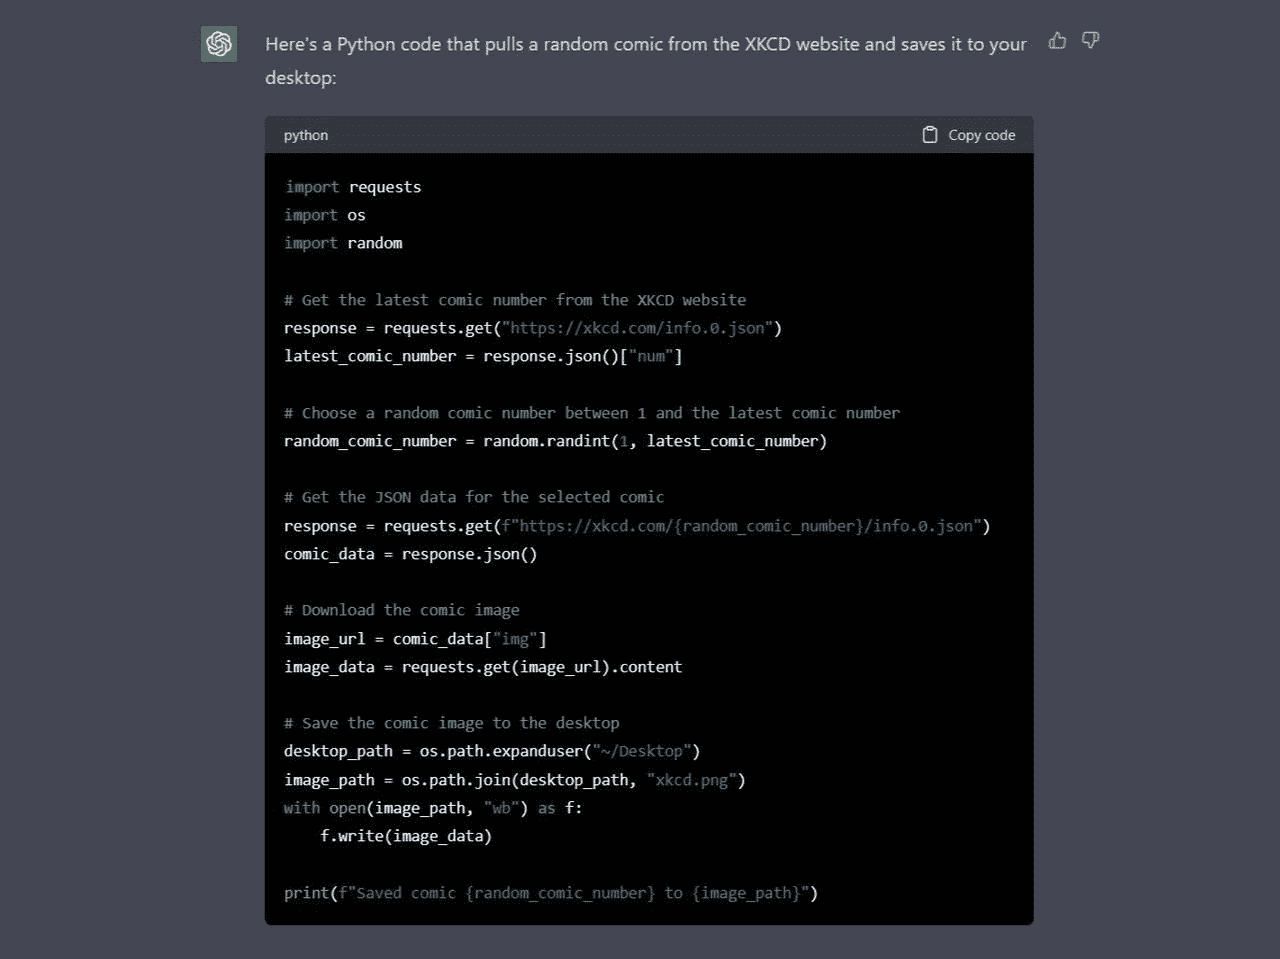 Here's a Python code that pulls a random comic from the XKCD website and saves it to your
desktop:
python
Copy code
import requests
import os
import random
# Get the latest comic number from the XKCD website
response = requests.get("https://xkcd.com/info.0.json")
latest_comic_number = response.json()["num"]
# Choose a random comic number between 1 and the latest comic number
random_comic_number = random.randint(1, latest_comic_number)
# Get the JSON data for the selected comic
response = requests.get(f"https://xkcd.com/{random_comic_number}/info.0.json")
comic_data = response.json()
# Download the comic image
image_url = comic_data["img"]
image_data = requests.get(image_url).content
# Save the comic image to the desktop
desktop_path = os.path.expanduser("~/Desktop")
image_path = os.path.join(desktop_path, "xkcd.png")
with open(image_path, "wb") as f:
    f.write(image_data)
print(f"Saved comic {random_comic_number} to {image_path}")